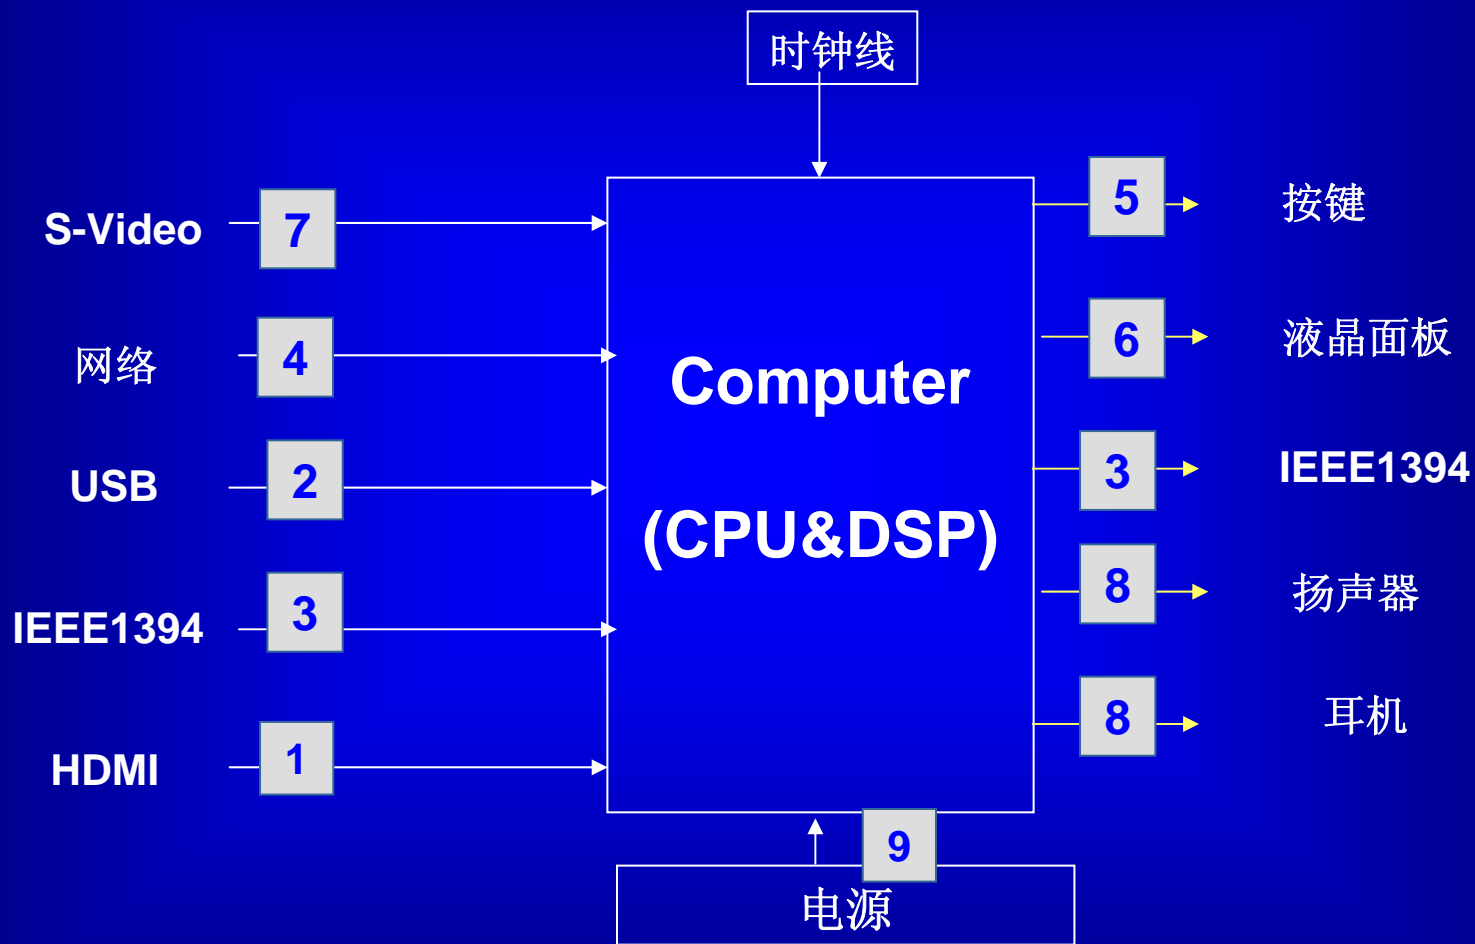 时钟线
S-Video
7
网络
4
USB
2
IEEE1394
3
HDMI
1
Computer
(CPU&DSP)
5
按键
6
液晶面板
3
IEEE1394
8
扬声器
8
耳机
9
电源